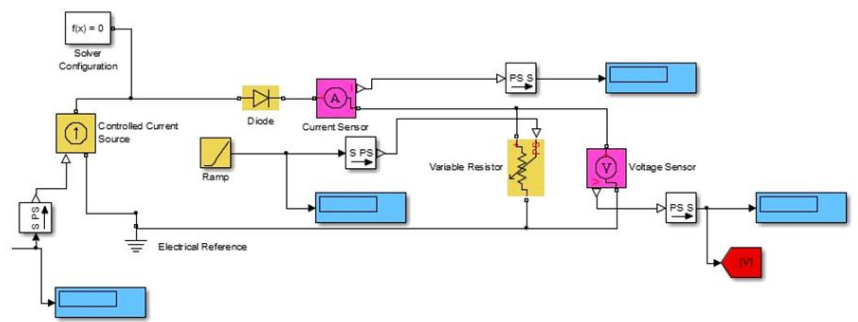 f(x) = 0
Solver
Configuration
Controlled Current
Source
Diode
A
Current Sensor
PS S
Ramp
S PS
Variable Resistor
PS
V
Voltage Sensor
S PS
Electrical Reference
PS S
[V]